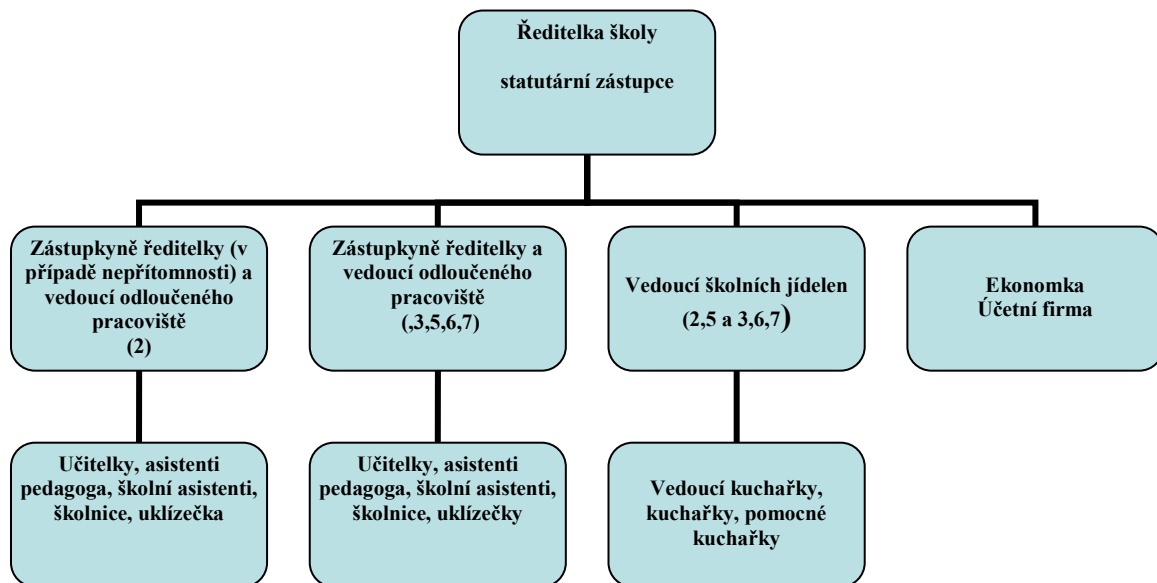 Ředitelka školy
statutární zástupce
Zástupkyně ředitelky (v
případě nepřítomnosti) a
vedoucí odloučeného
pracoviště
(2)
Zástupkyně ředitelky a
vedoucí odloučeného
pracoviště
(,3,5,6,7)
Vedoucí školních jídelen
(2,5 a 3,6,7)
Ekonomka
Účetní firma
Učitelky, asistenti
pedagoga, školní asistenti,
školnice, uklízečka
Učitelky, asistenti
pedagoga, školní asistenti,
školnice, uklízečky
Vedoucí kuchařky,
kuchařky, pomocné
kuchařky